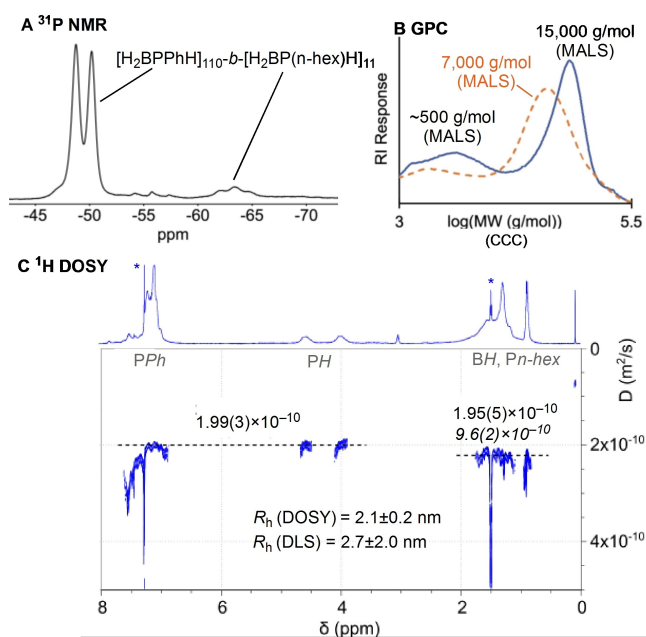 A ³¹P NMR
[H₂BPPhH]₁₁₀-b-[H₂BP(n-hex)H]₁₁
-45 -50 -55 -60 -65 -70
ppm
B GPC
15,000 g/mol
(MALS)
7,000 g/mol
(MALS)
~500 g/mol
(MALS)
RI Response
3 log(MW (g/mol)) 5.5
(CCC)
C ¹H DOSY
* *
PPh PH BH, Pn-hex
0
1.99(3)×10⁻¹⁰
1.95(5)×10⁻¹⁰
9.6(2)×10⁻¹⁰
2x10⁻¹⁰
Rh (DOSY) = 2.1±0.2 nm
Rh (DLS) = 2.7±2.0 nm
4x10⁻¹⁰
D (m²/s)
8 6 4 2 0
δ (ppm)